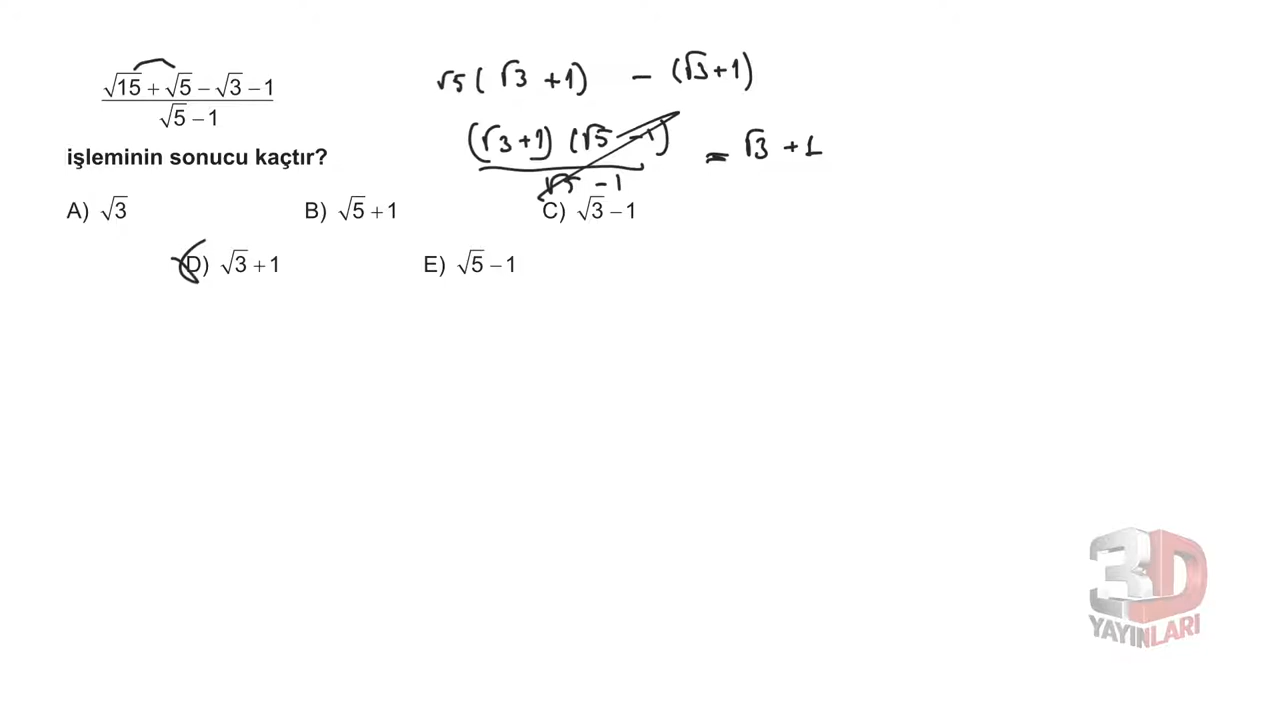 √15 + √5 − √3 − 1
√5 − 1
işleminin sonucu kaçtır?
A) √3 B) √5 + 1 C) √3 − 1
D) √3 + 1 E) √5 − 1
√5 ( √3 + 1) − (√3 + 1)
(√3 + 1) (√5 − 1)
√5 − 1
= √3 + 1
3D
YAYINLARI